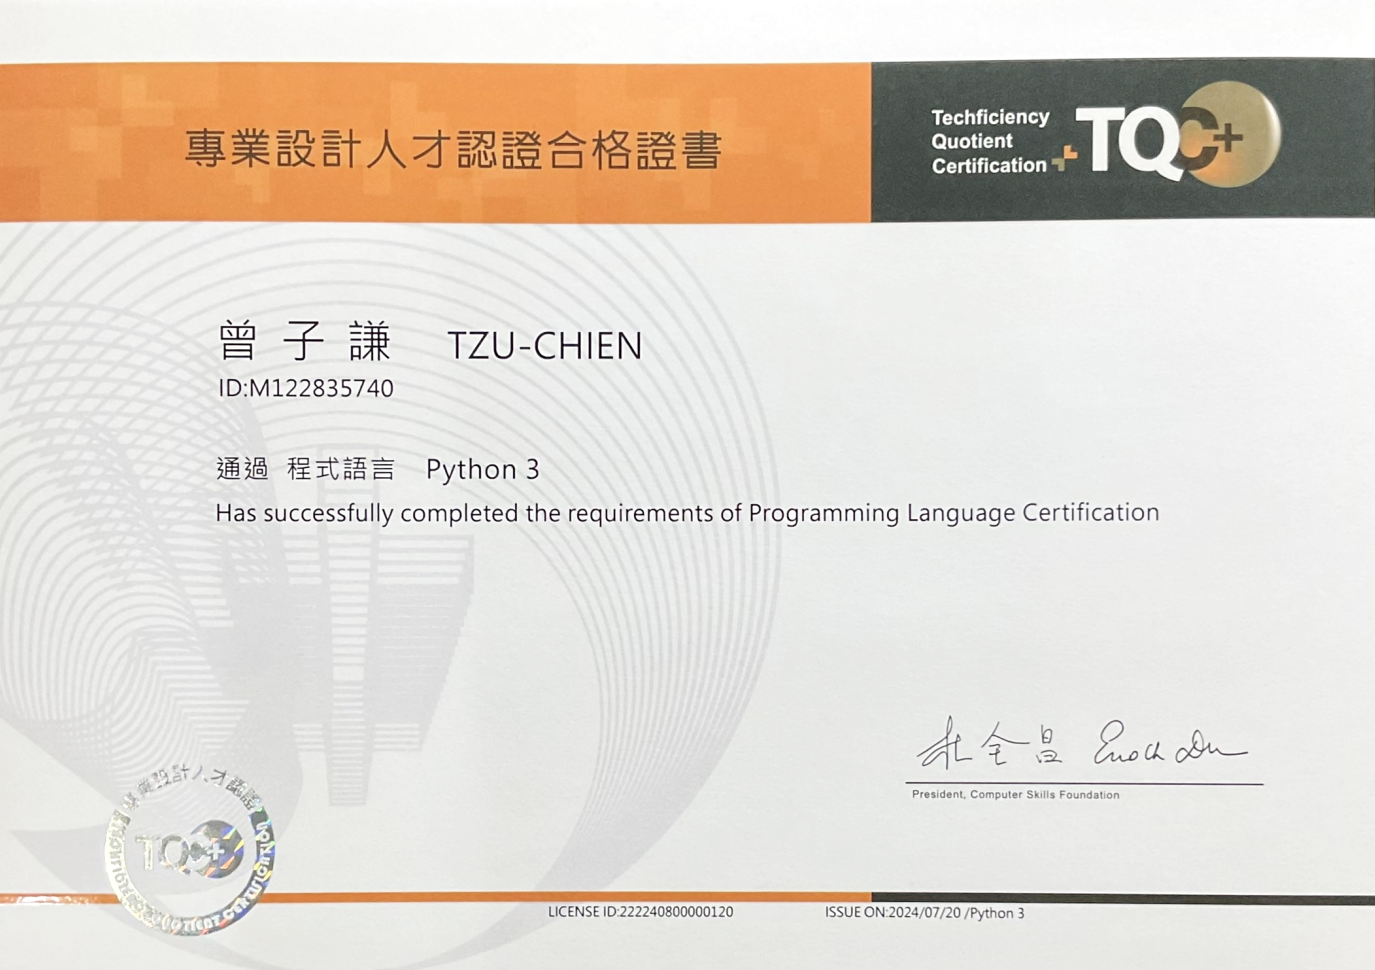 專業設計人才認證合格證書
Techficiency
Quotient
Certification
TQC+
曾子謙 TZU-CHIEN
ID:M122835740
通過 程式語言 Python 3
Has successfully completed the requirements of Programming Language Certification
杜全昌 Enoch Du
President, Computer Skills Foundation
專業設計人才認證
TQC+
LICENSE ID:222240800000120
ISSUE ON:2024/07/20 /Python 3